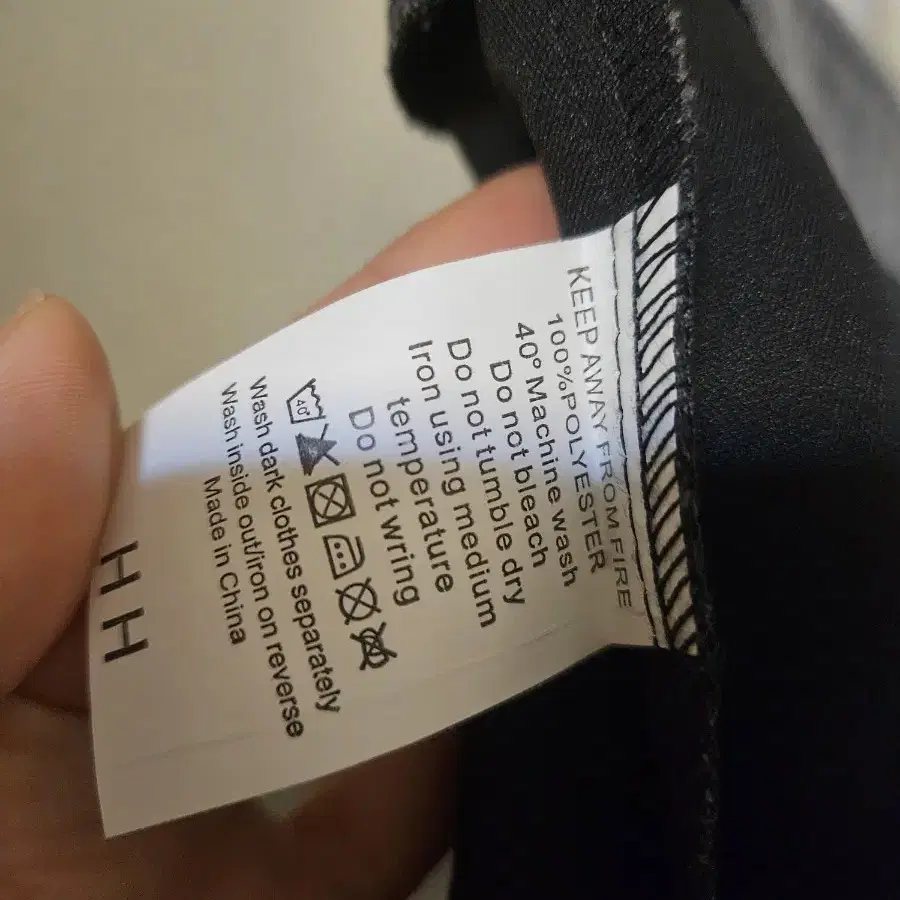 KEEP AWAY FROM FIRE
100%POLYESTER
40° Machine wash
Do not bleach
Do not tumble dry
Iron using medium
temperature
Do not wring
40°
Wash dark clothes separately
Wash inside out/iron on reverse
Made in China
H H